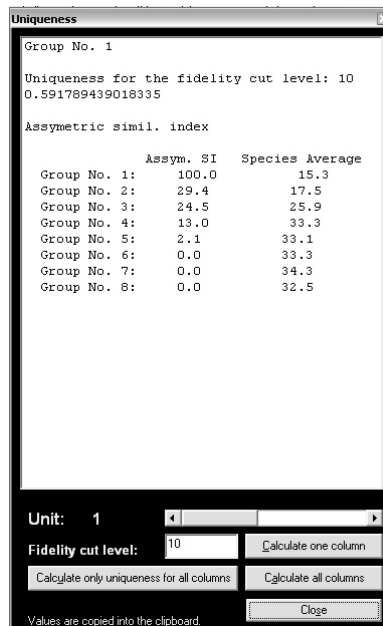 Uniqueness
Group No. 1
Uniqueness for the fidelity cut level: 10
0.591789439018335
Assymetric simil. index
Assym. SI Species Average
Group No. 1: 100.0 15.3
Group No. 2: 29.4 17.5
Group No. 3: 24.5 25.9
Group No. 4: 13.0 33.3
Group No. 5: 2.1 33.1
Group No. 6: 0.0 33.3
Group No. 7: 0.0 34.3
Group No. 8: 0.0 32.5
Unit: 1
Fidelity cut level: 10 Calculate one column
Calculate only uniqueness for all columns Calculate all columns
Close
Values are copied into the clipboard.